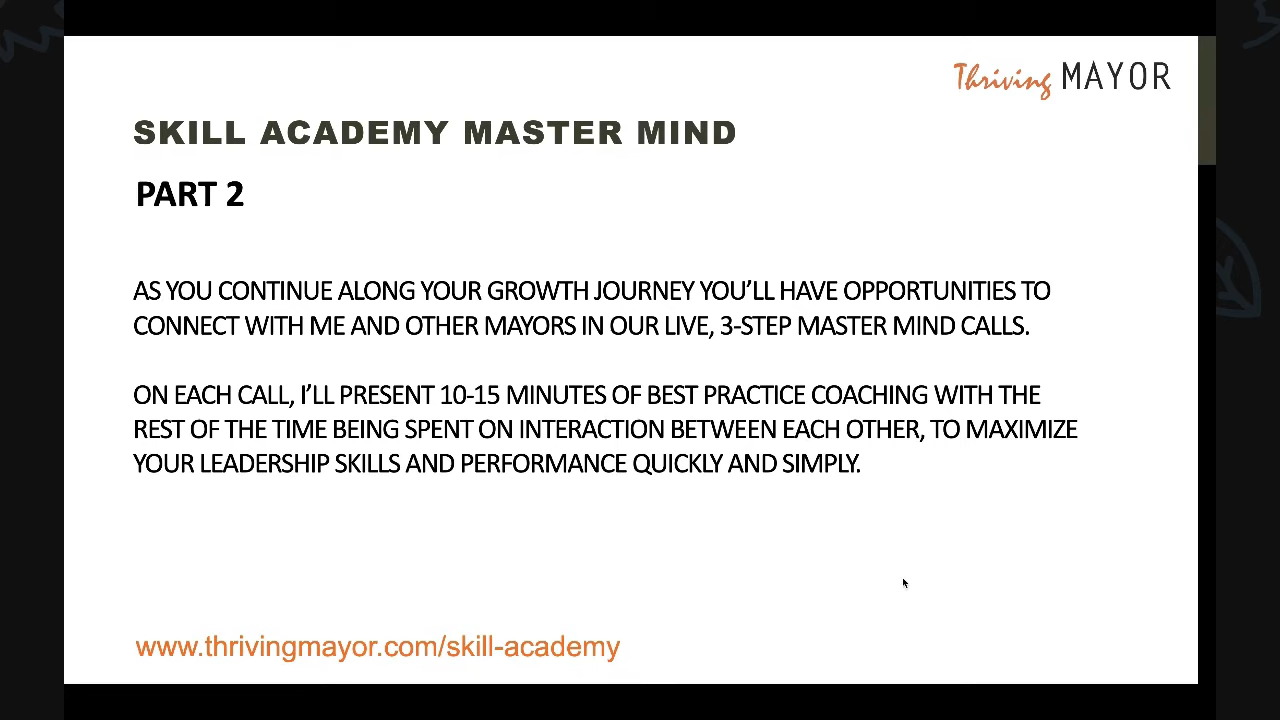 Thriving MAYOR
SKILL ACADEMY MASTER MIND
PART 2
AS YOU CONTINUE ALONG YOUR GROWTH JOURNEY YOU’LL HAVE OPPORTUNITIES TO
CONNECT WITH ME AND OTHER MAYORS IN OUR LIVE, 3-STEP MASTER MIND CALLS.
ON EACH CALL, I’LL PRESENT 10-15 MINUTES OF BEST PRACTICE COACHING WITH THE
REST OF THE TIME BEING SPENT ON INTERACTION BETWEEN EACH OTHER, TO MAXIMIZE
YOUR LEADERSHIP SKILLS AND PERFORMANCE QUICKLY AND SIMPLY.
www.thrivingmayor.com/skill-academy